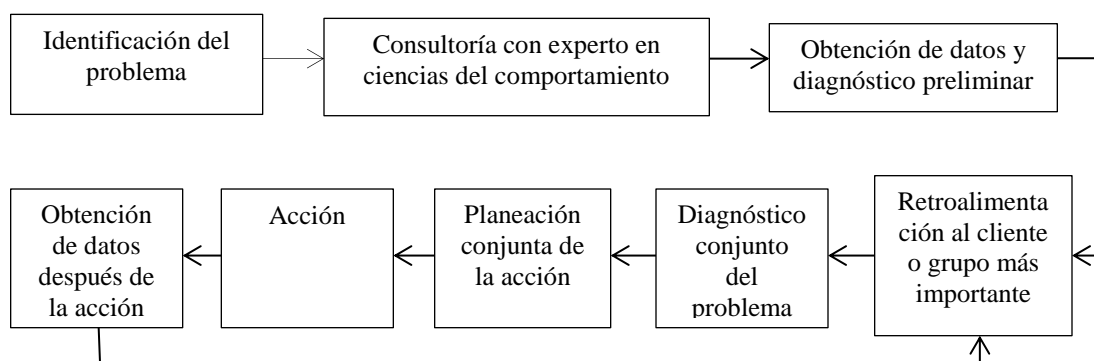 Identificación del
problema
Consultoría con experto en
ciencias del comportamiento
Obtención de datos y
diagnóstico preliminar
Obtención
de datos
después de
la acción
Acción
Planeación
conjunta de
la acción
Diagnóstico
conjunto
del
problema
Retroalimenta
ción al cliente
o grupo más
importante